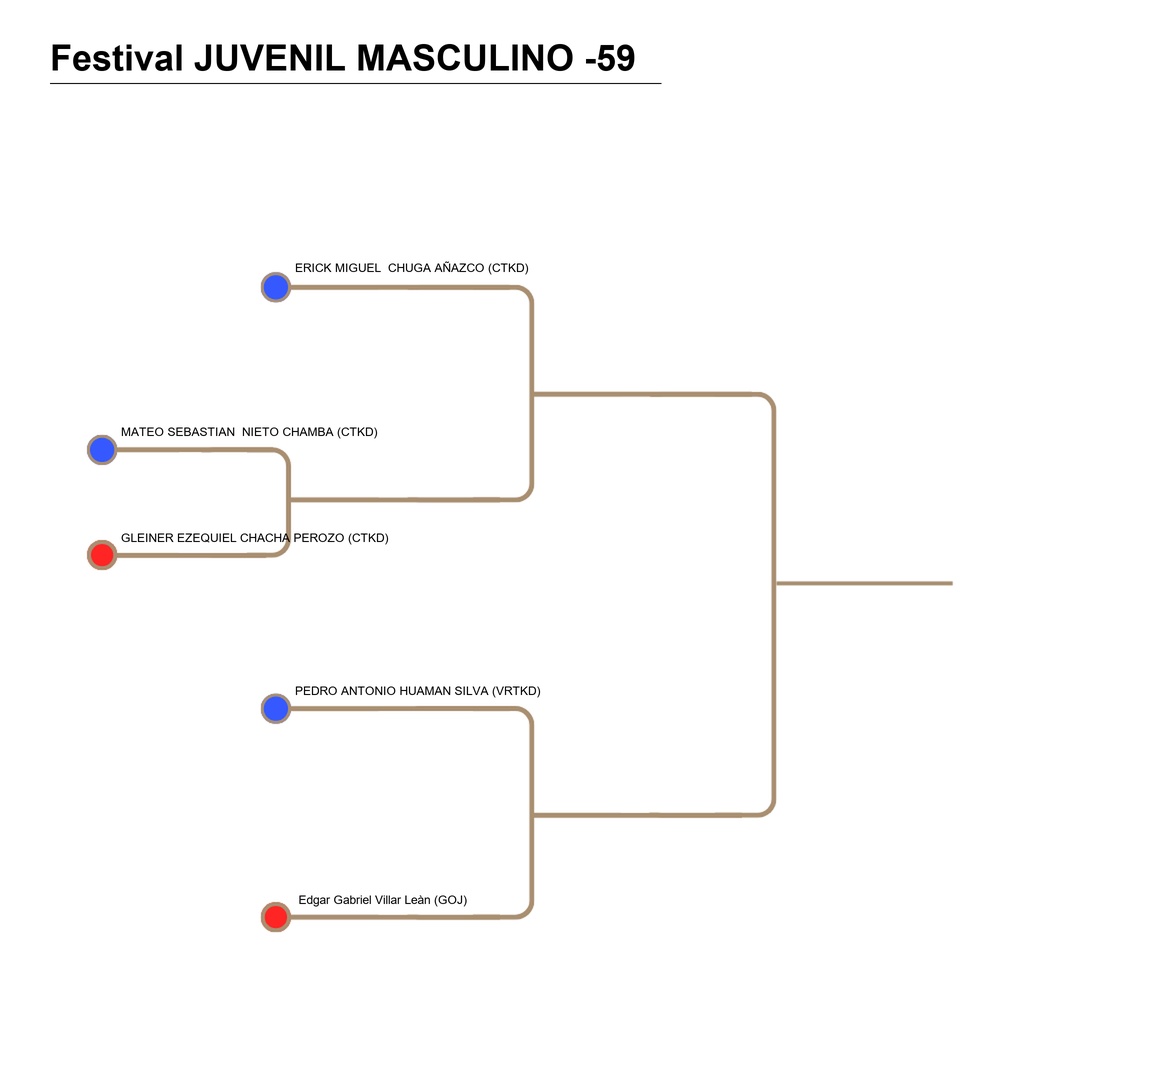 Festival JUVENIL MASCULINO -59
ERICK MIGUEL  CHUGA AÑAZCO (CTKD)
MATEO SEBASTIAN  NIETO CHAMBA (CTKD)
GLEINER EZEQUIEL CHACHA PEROZO (CTKD)
PEDRO ANTONIO HUAMAN SILVA (VRTKD)
Edgar Gabriel Villar Leàn (GOJ)